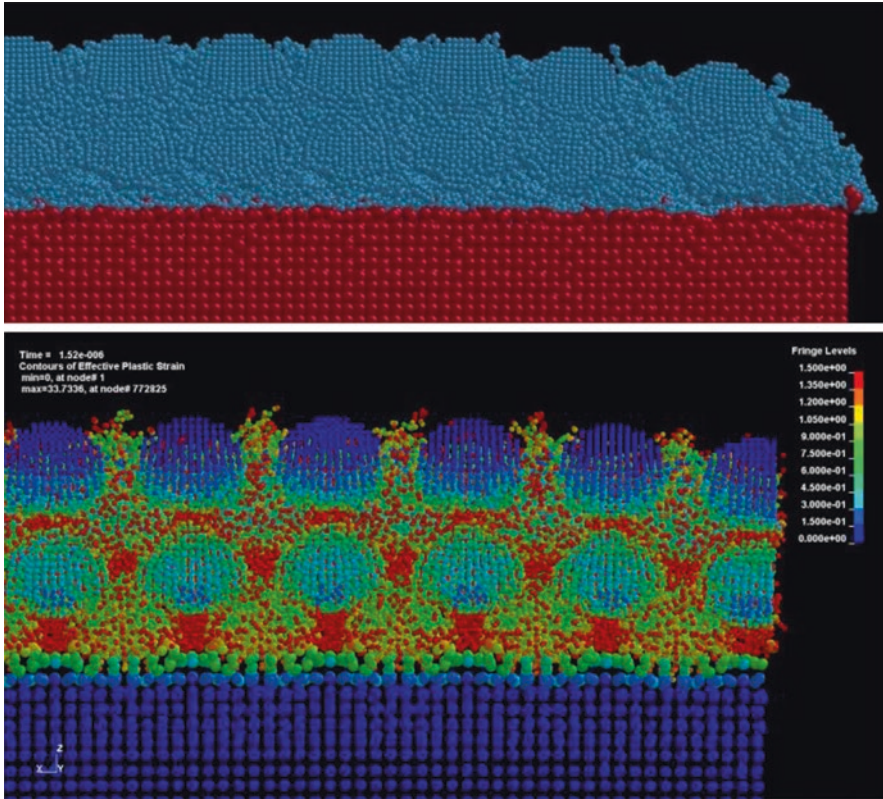 Time = 1.52e-006
Contours of Effective Plastic Strain
min=0, at node# 1
max=33.7336, at node# 772825
Fringe Levels
1.500e+00
1.350e+00
1.200e+00
1.050e+00
9.000e-01
7.500e-01
6.000e-01
4.500e-01
3.000e-01
1.500e-01
0.000e+00
Z
X Y